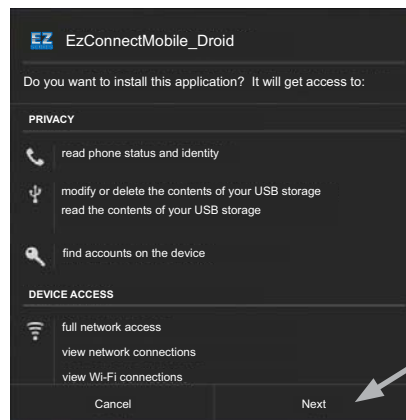 EZ
EzConnectMobile_Droid
Do you want to install this application? It will get access to:
PRIVACY
read phone status and identity
modify or delete the contents of your USB storage
read the contents of your USB storage
find accounts on the device
DEVICE ACCESS
full network access
view network connections
view Wi-Fi connections
Cancel Next